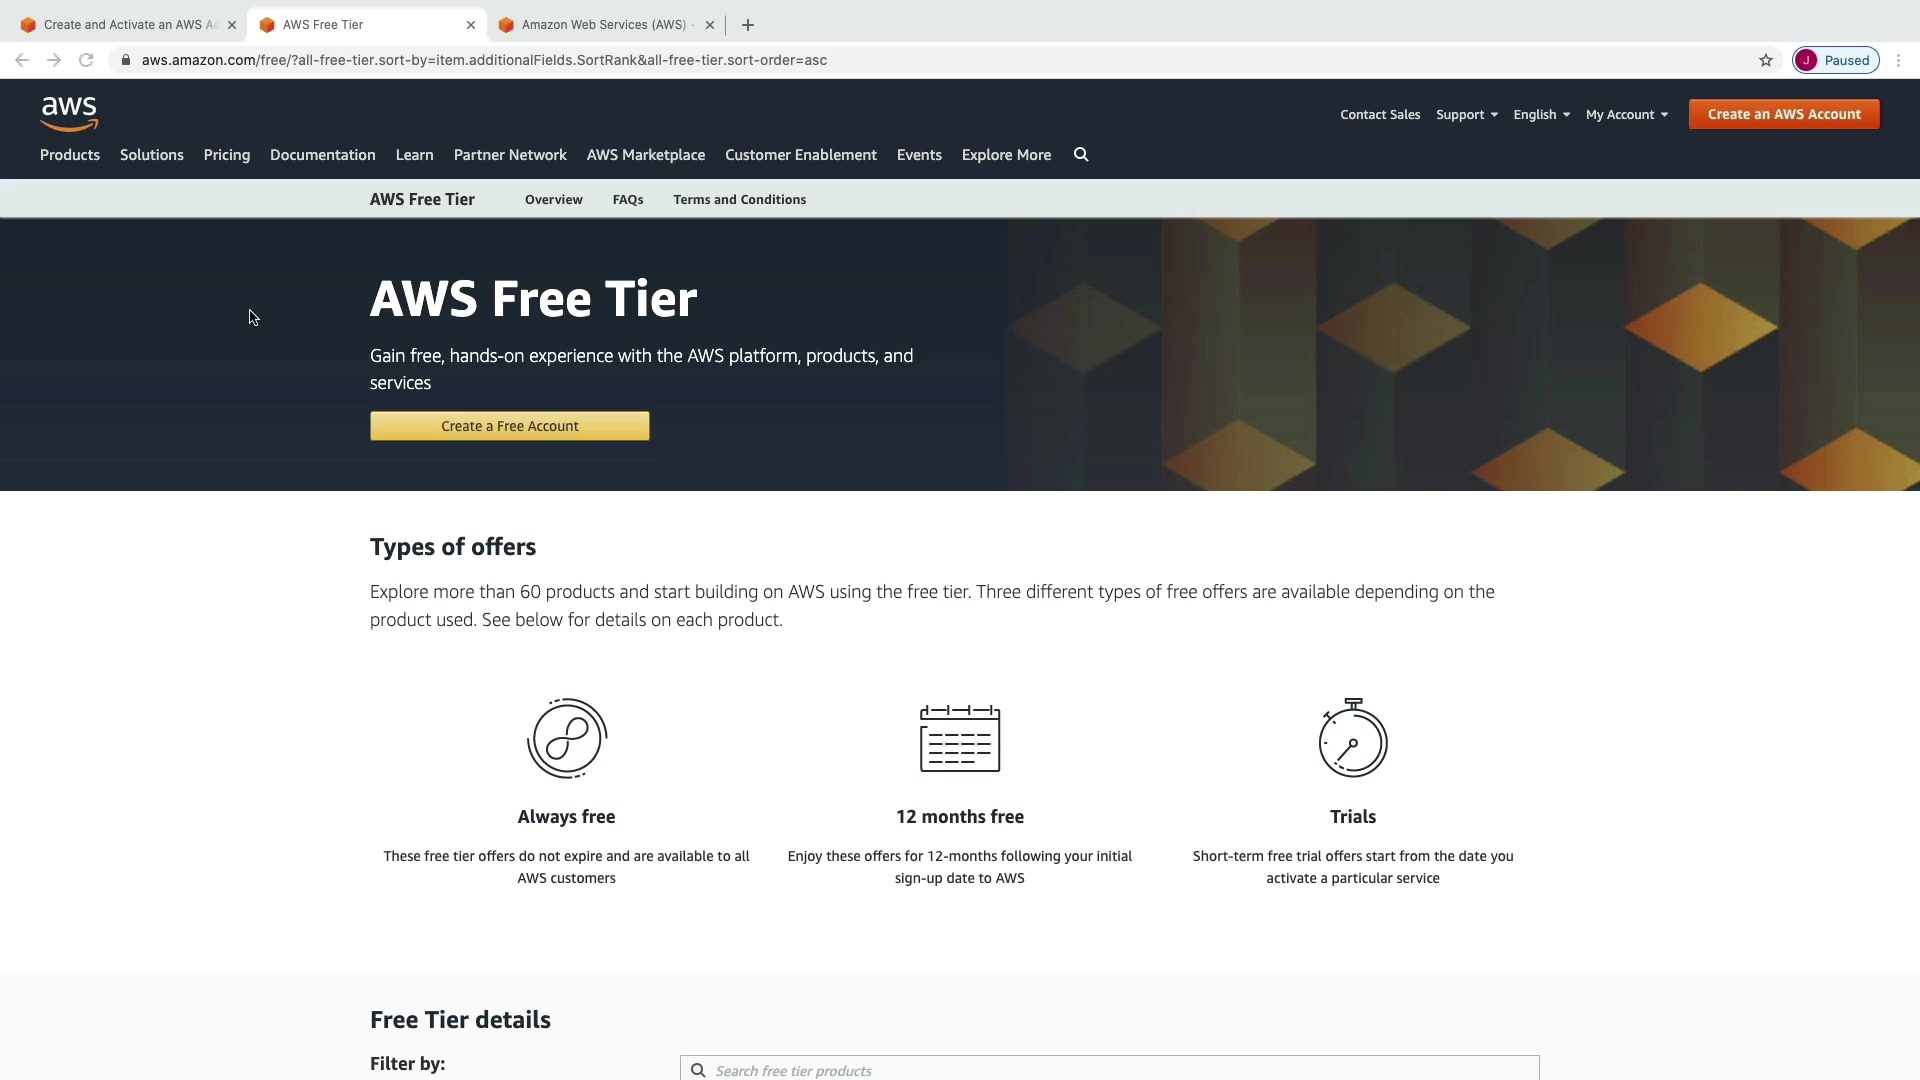 Create and Activate an AWS Ac
AWS Free Tier
Amazon Web Services (AWS) -
aws.amazon.com/free/?all-free-tier.sort-by=item.additionalFields.SortRank&all-free-tier.sort-order=asc
J Paused
aws
Contact Sales Support English My Account Create an AWS Account
Products Solutions Pricing Documentation Learn Partner Network AWS Marketplace Customer Enablement Events Explore More
AWS Free Tier Overview FAQs Terms and Conditions
AWS Free Tier
Gain free, hands-on experience with the AWS platform, products, and
services
Create a Free Account
Types of offers
Explore more than 60 products and start building on AWS using the free tier. Three different types of free offers are available depending on the
product used. See below for details on each product.
Always free
These free tier offers do not expire and are available to all
AWS customers
12 months free
Enjoy these offers for 12-months following your initial
sign-up date to AWS
Trials
Short-term free trial offers start from the date you
activate a particular service
Free Tier details
Filter by:
Search free tier products